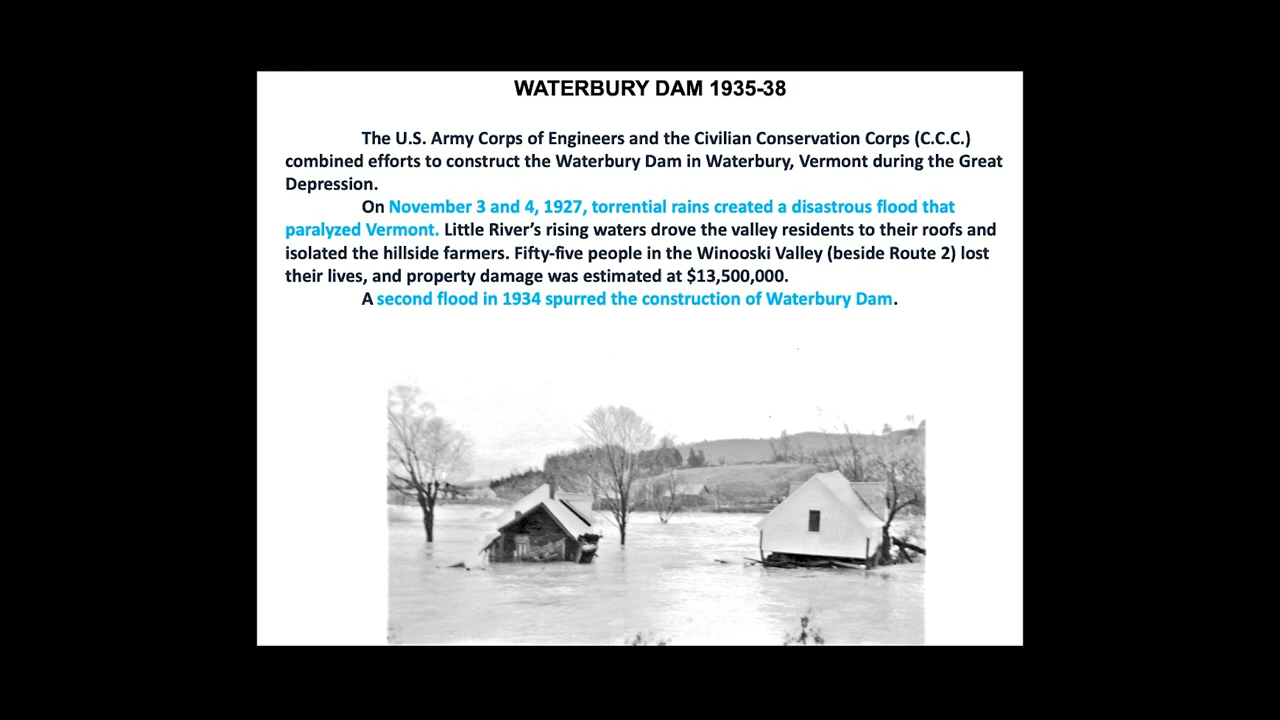 WATERBURY DAM 1935-38
The U.S. Army Corps of Engineers and the Civilian Conservation Corps (C.C.C.)
combined efforts to construct the Waterbury Dam in Waterbury, Vermont during the Great
Depression.
On November 3 and 4, 1927, torrential rains created a disastrous flood that
paralyzed Vermont. Little River’s rising waters drove the valley residents to their roofs and
isolated the hillside farmers. Fifty-five people in the Winooski Valley (beside Route 2) lost
their lives, and property damage was estimated at $13,500,000.
A second flood in 1934 spurred the construction of Waterbury Dam.